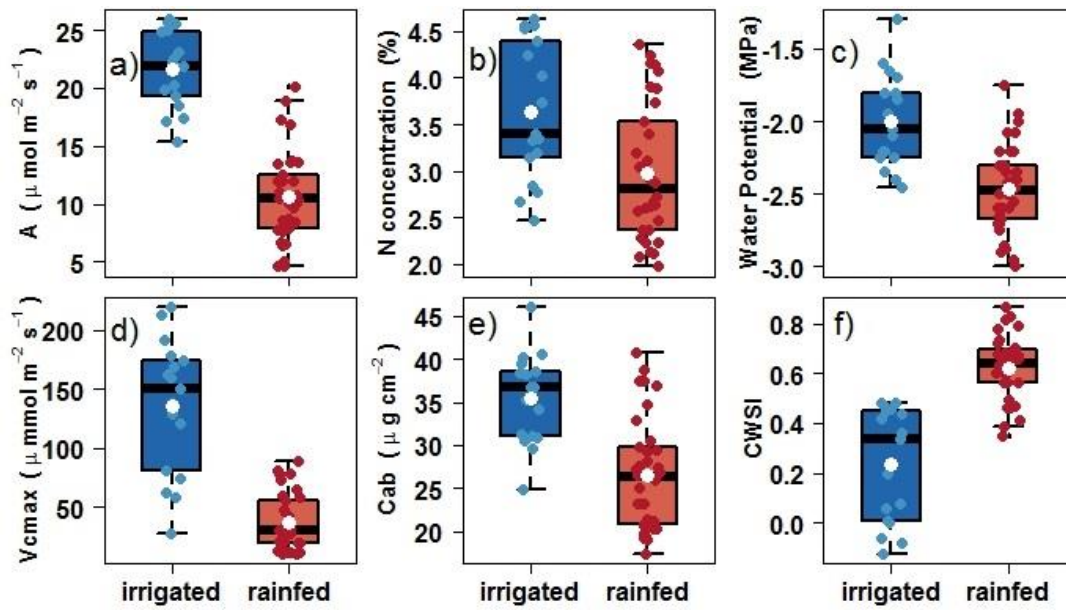 a)
A ( μ mol m⁻² s⁻¹)
25
20
15
10
5
b)
N concentration (%)
4.5
4.0
3.5
3.0
2.5
2.0
c)
Water Potential (MPa)
-1.5
-2.0
-2.5
-3.0
d)
Vcmax ( μ mmol m⁻² s⁻¹)
200
150
100
50
irrigated rainfed
e)
Cab ( μ g cm⁻²)
45
40
35
30
25
20
irrigated rainfed
f)
CWSI
0.8
0.6
0.4
0.2
0.0
irrigated rainfed